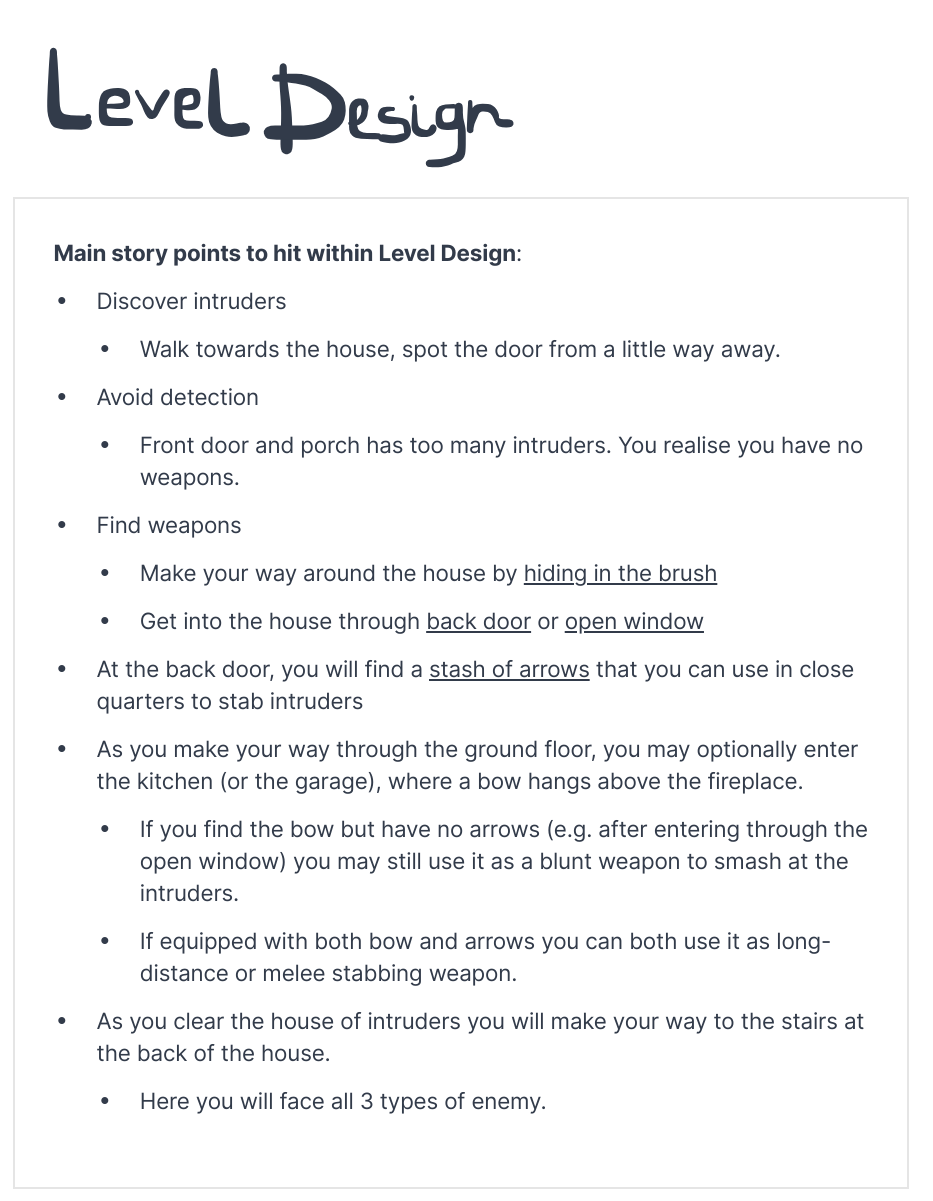 Level Design
Main story points to hit within Level Design:
• Discover intruders
• Walk towards the house, spot the door from a little way away.
• Avoid detection
• Front door and porch has too many intruders. You realise you have no
weapons.
• Find weapons
• Make your way around the house by hiding in the brush
• Get into the house through back door or open window
• At the back door, you will find a stash of arrows that you can use in close
quarters to stab intruders
• As you make your way through the ground floor, you may optionally enter
the kitchen (or the garage), where a bow hangs above the fireplace.
• If you find the bow but have no arrows (e.g. after entering through the
open window) you may still use it as a blunt weapon to smash at the
intruders.
• If equipped with both bow and arrows you can both use it as long-
distance or melee stabbing weapon.
• As you clear the house of intruders you will make your way to the stairs at
the back of the house.
• Here you will face all 3 types of enemy.